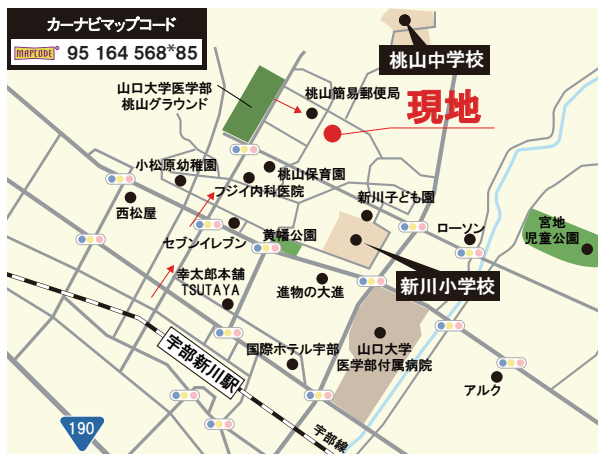 カーナビマップコード
MAPCODE® 95 164 568*85
桃山中学校
山口大学医学部
桃山グラウンド
桃山簡易郵便局
現地
小松原幼稚園
桃山保育園
フジイ内科医院
西松屋
新川子ども園
セブンイレブン
黄幡公園
ローソン
宮地
児童公園
幸太郎本舗
TSUTAYA
進物の大進
新川小学校
宇部新川駅
国際ホテル宇部
山口大学
医学部付属病院
アルク
190
宇部線